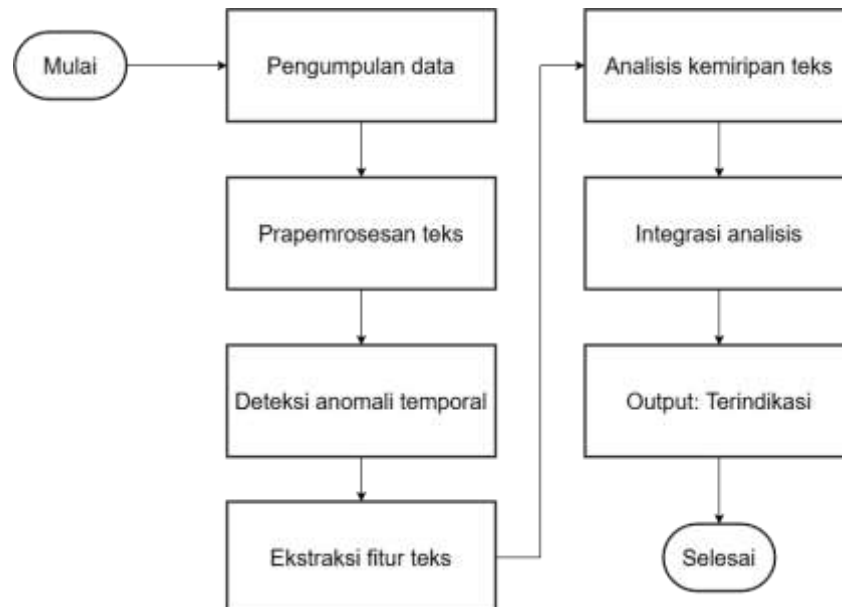 Mulai
Pengumpulan data
Prapemrosesan teks
Deteksi anomali temporal
Ekstraksi fitur teks
Analisis kemiripan teks
Integrasi analisis
Output: Terindikasi
Selesai